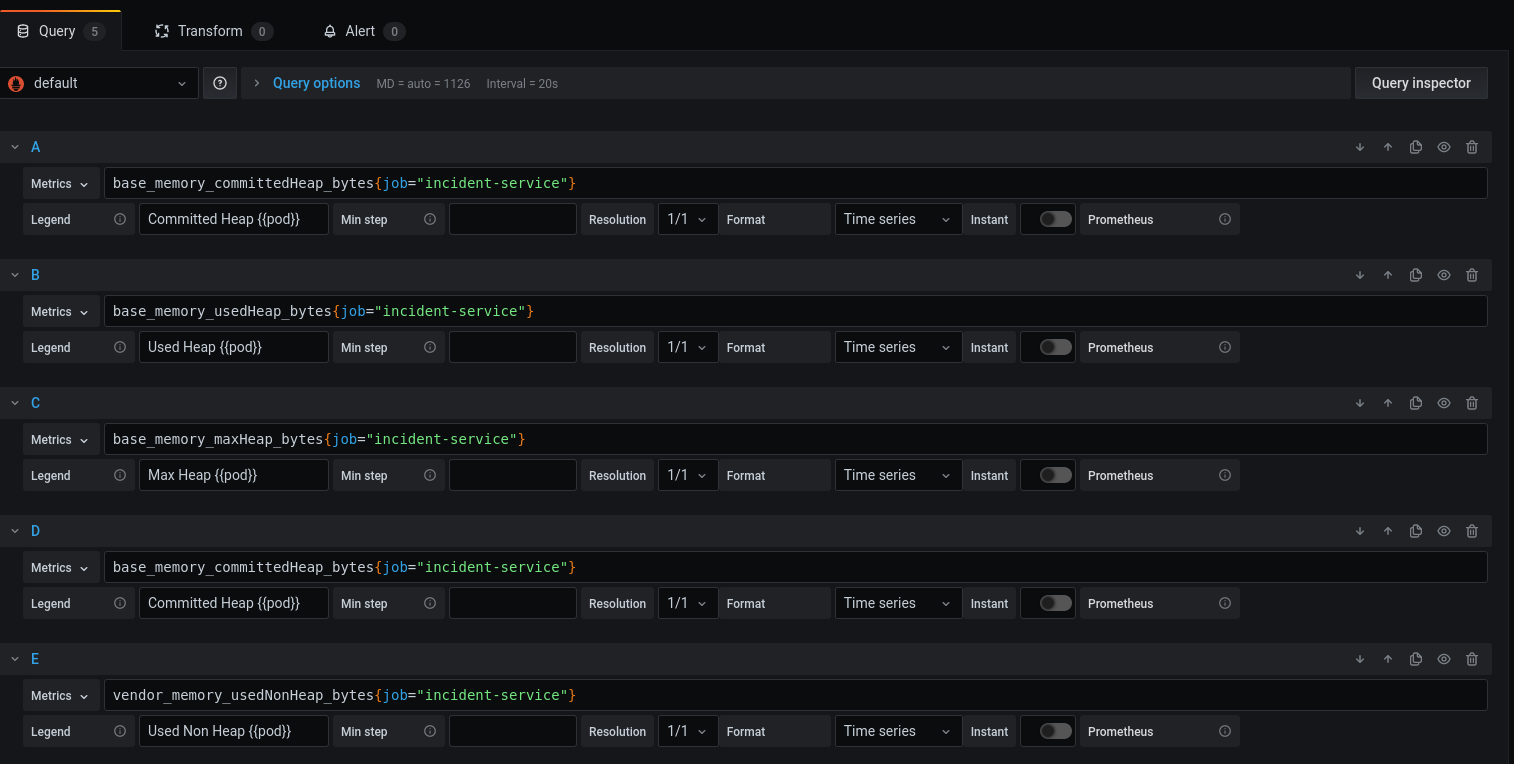 Query 5 Transform 0 Alert 0
default Query options MD = auto = 1126 Interval = 20s Query inspector
A
Metrics base_memory_committedHeap_bytes{job="incident-service"}
Legend Committed Heap {{pod}} Min step Resolution 1/1 Format Time series Instant Prometheus
B
Metrics base_memory_usedHeap_bytes{job="incident-service"}
Legend Used Heap {{pod}} Min step Resolution 1/1 Format Time series Instant Prometheus
C
Metrics base_memory_maxHeap_bytes{job="incident-service"}
Legend Max Heap {{pod}} Min step Resolution 1/1 Format Time series Instant Prometheus
D
Metrics base_memory_committedHeap_bytes{job="incident-service"}
Legend Committed Heap {{pod}} Min step Resolution 1/1 Format Time series Instant Prometheus
E
Metrics vendor_memory_usedNonHeap_bytes{job="incident-service"}
Legend Used Non Heap {{pod}} Min step Resolution 1/1 Format Time series Instant Prometheus